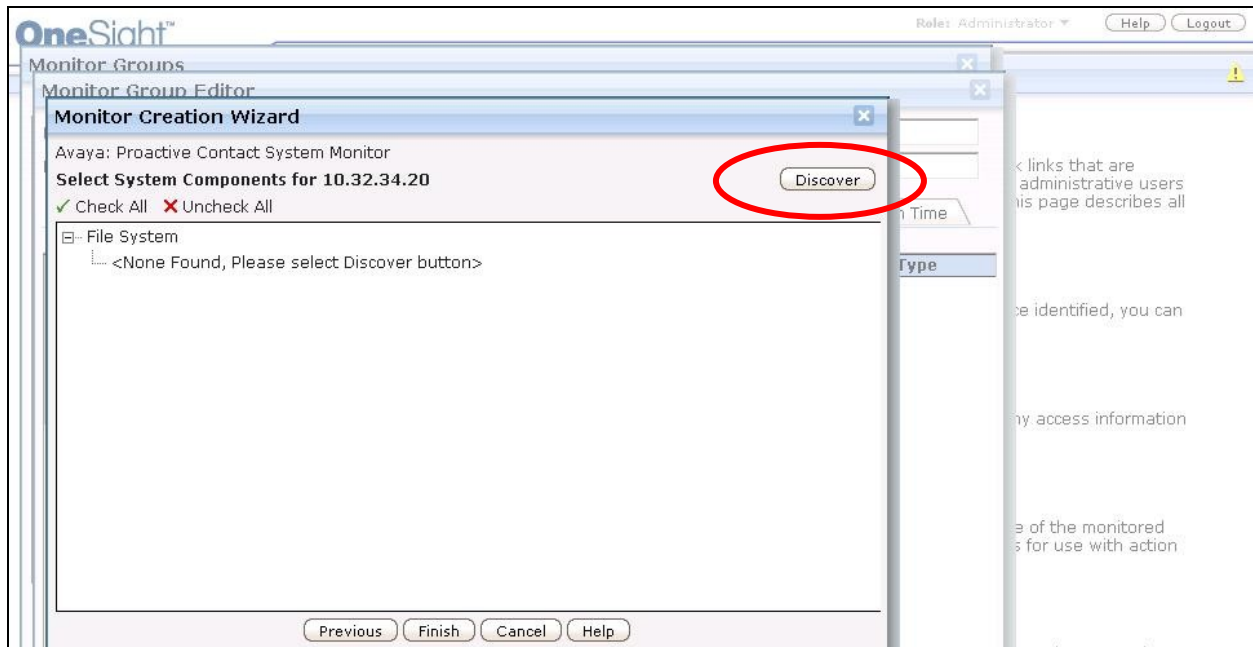 OneSight™
Role: Administrator
Help
Logout
Monitor Groups
Monitor Group Editor
Monitor Creation Wizard
Avaya: Proactive Contact System Monitor
Select System Components for 10.32.34.20
Discover
Check All
Uncheck All
File System
<None Found, Please select Discover button>
Previous
Finish
Cancel
Help
Time
Type
links that are
administrative users
page describes all
identified, you can
access information
of the monitored
for use with action